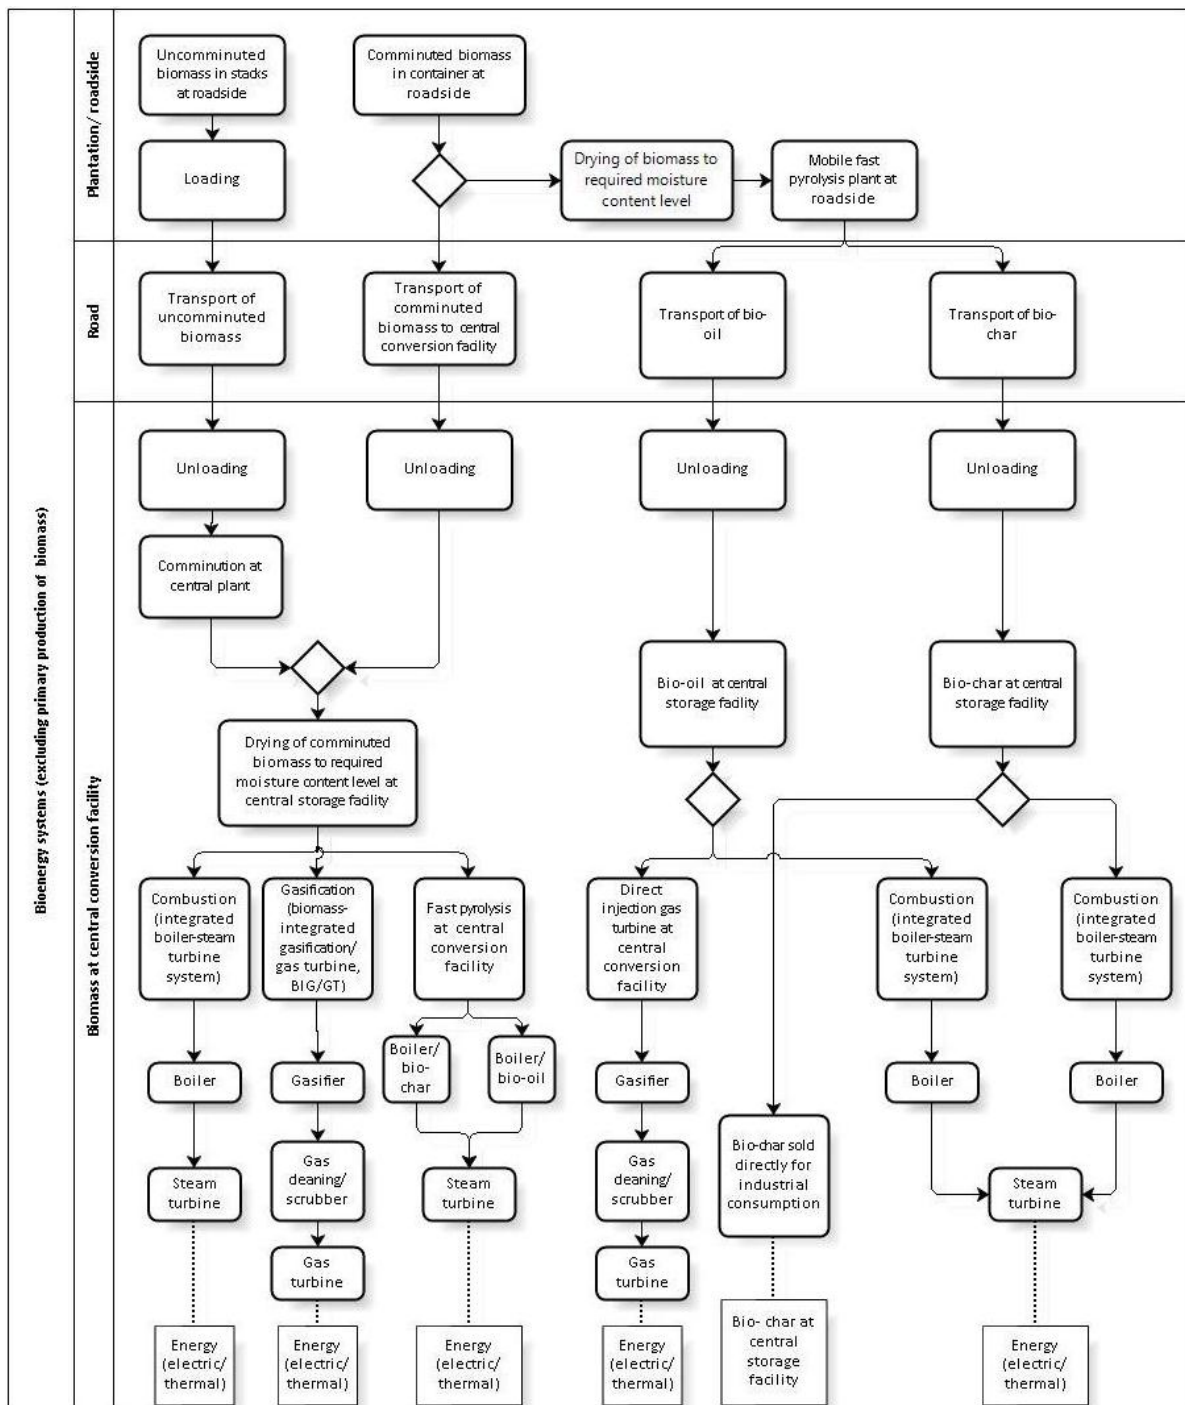 Bioenergy systems (excluding primary production of biomass)
Plantation/ roadside
Uncomminuted
biomass in stacks
at roadside
Comminuted biomass
in container at
roadside
Loading
Drying of biomass to
required moisture
content level
Mobile fast
pyrolysis plant at
roadside
Road
Transport of
uncomminuted
biomass
Transport of
comminuted
biomass to central
conversion facility
Transport of bio-
oil
Transport of bio-
char
Biomass at central conversion facility
Unloading
Unloading
Unloading
Unloading
Comminution at
central plant
Bio-oil at central
storage facility
Bio-char at central
storage facility
Drying of comminuted
biomass to required
moisture content level at
central storage facility
Combustion
(integrated
boiler-steam
turbine
system)
Gasification
(biomass-
integrated
gasification/
gas turbine,
BIG/GT)
Fast pyrolysis
at central
conversion
facility
Direct
injection gas
turbine at
central
conversion
facility
Combustion
(integrated
boiler-steam
turbine
system)
Combustion
(integrated
boiler-steam
turbine
system)
Boiler
Gasifier
Boiler/
bio-
char
Boiler/
bio-oil
Gasifier
Boiler
Boiler
Steam
turbine
Gas
cleaning/
scrubber
Steam
turbine
Gas
cleaning/
scrubber
Bio-char sold
directly for
industrial
consumption
Steam
turbine
Gas
turbine
Gas
turbine
Energy
(electric/
thermal)
Energy
(electric/
thermal)
Energy
(electric/
thermal)
Energy
(electric/
thermal)
Bio- char at
central
storage
facility
Energy
(electric/
thermal)